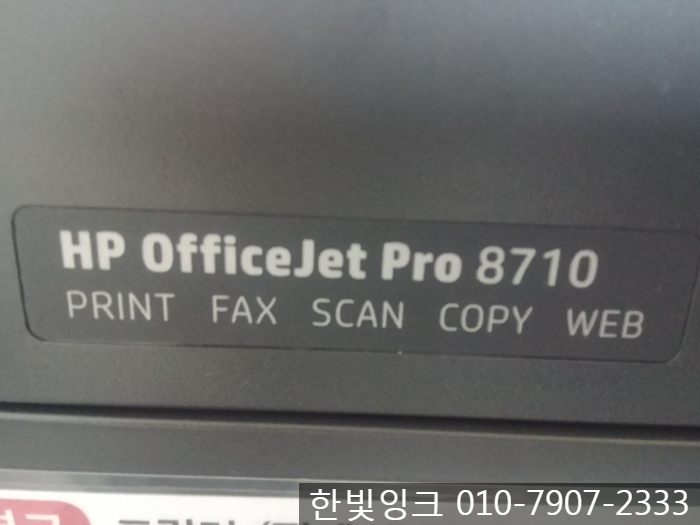 HP OfficeJet Pro 8710
PRINT FAX SCAN COPY WEB
한빛잉크 010-7907-2333